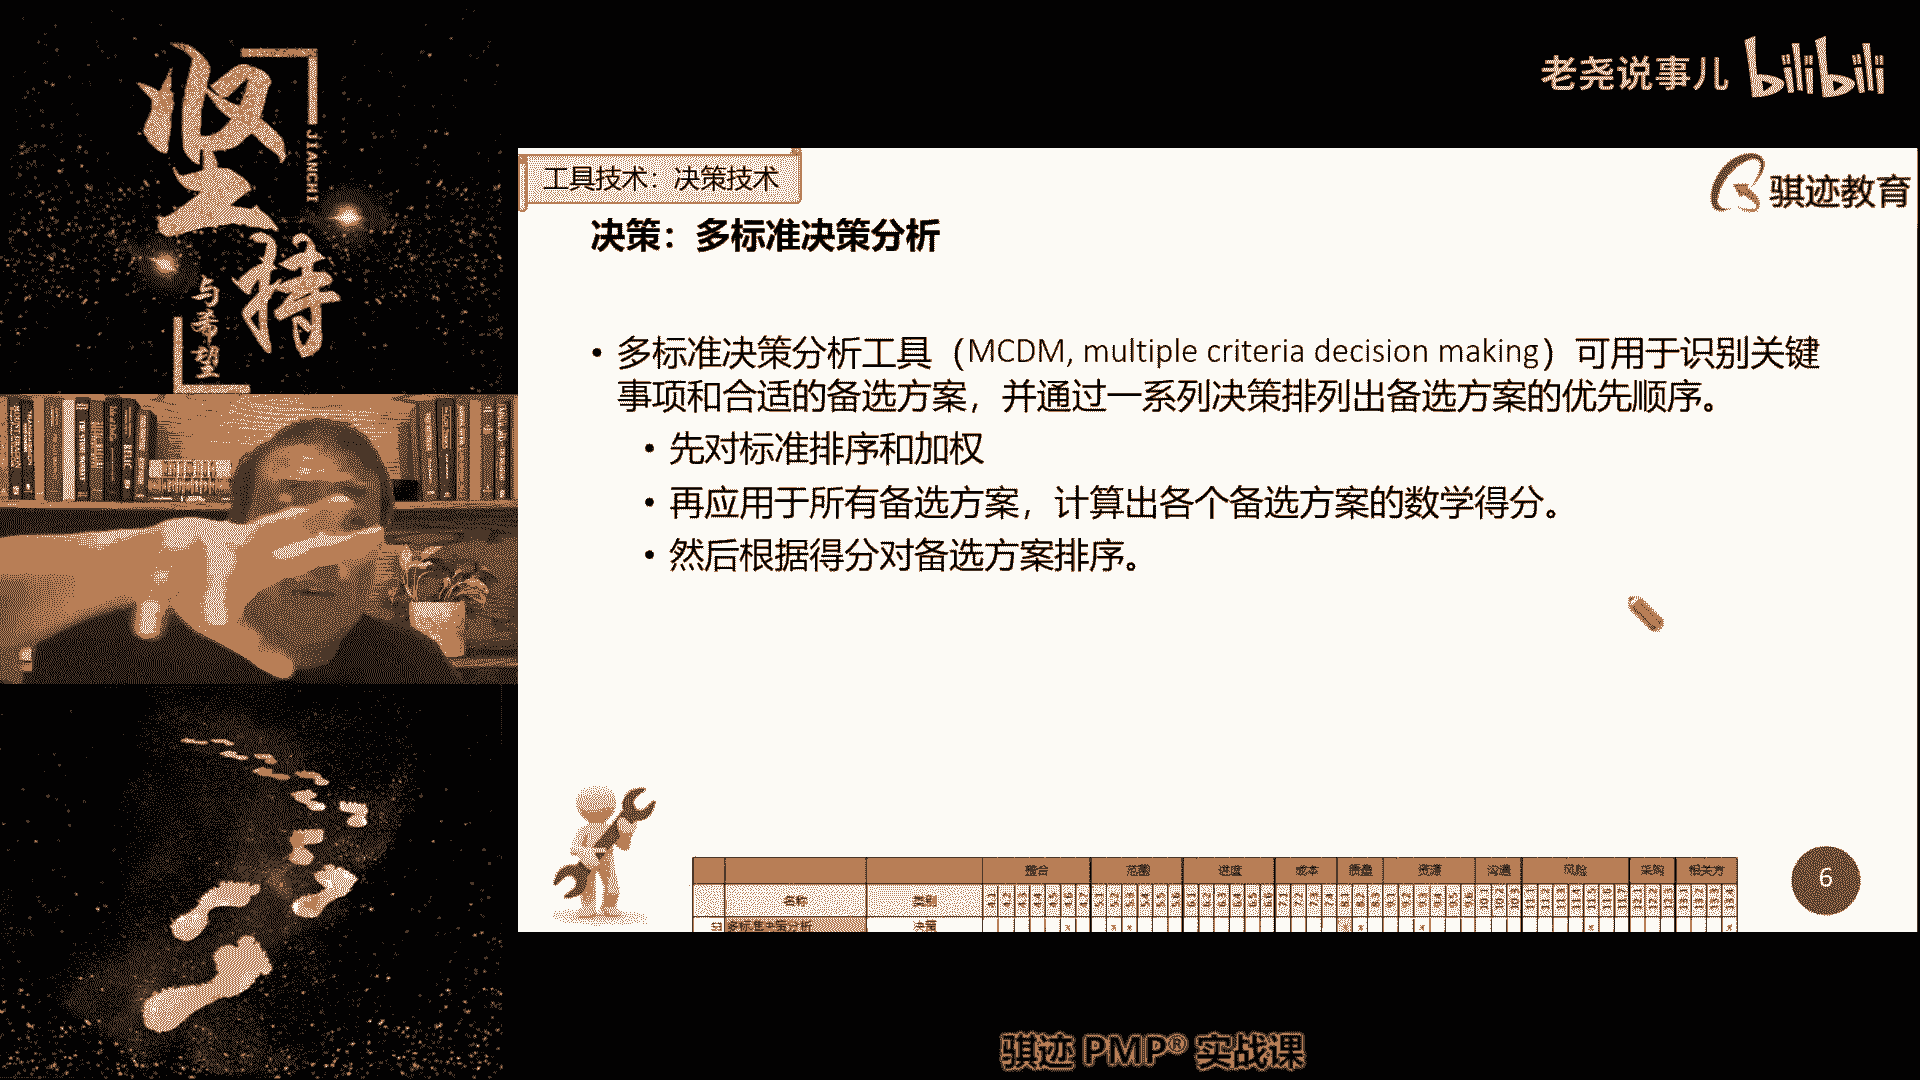 坚持
JIANCHI
与希望
老尧说事儿 bilibili
工具技术：决策技术
骐迹教育
决策：多标准决策分析
• 多标准决策分析工具（MCDM, multiple criteria decision making）可用于识别关键
事项和合适的备选方案，并通过一系列决策排列出备选方案的优先顺序。
• 先对标准排序和加权
• 再应用于所有备选方案，计算出各个备选方案的数学得分。
• 然后根据得分对备选方案排序。
整合 范围 进度 成本 质量 资源 沟通 风险 采购 相关方
名称 类别
多标准决策分析 决策
6
骐迹 PMP® 实战课